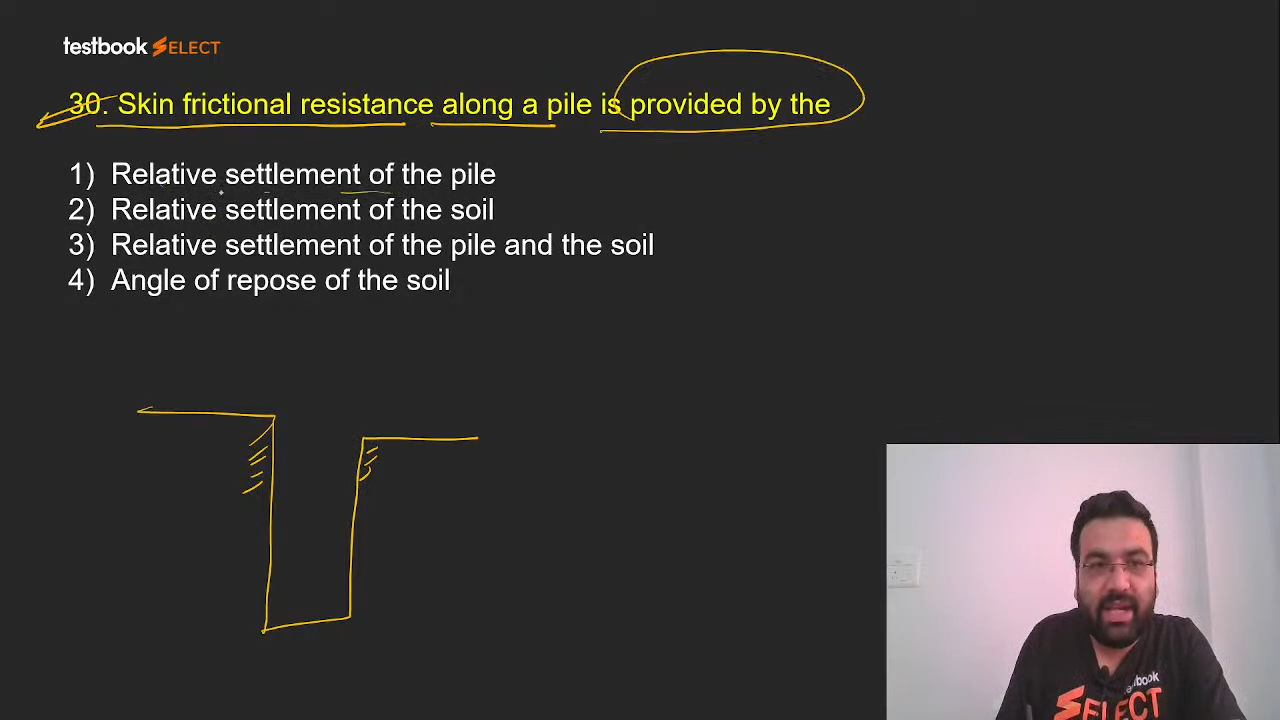 testbook SELECT
30. Skin frictional resistance along a pile is provided by the
1) Relative settlement of the pile
2) Relative settlement of the soil
3) Relative settlement of the pile and the soil
4) Angle of repose of the soil
tbook
SELECT